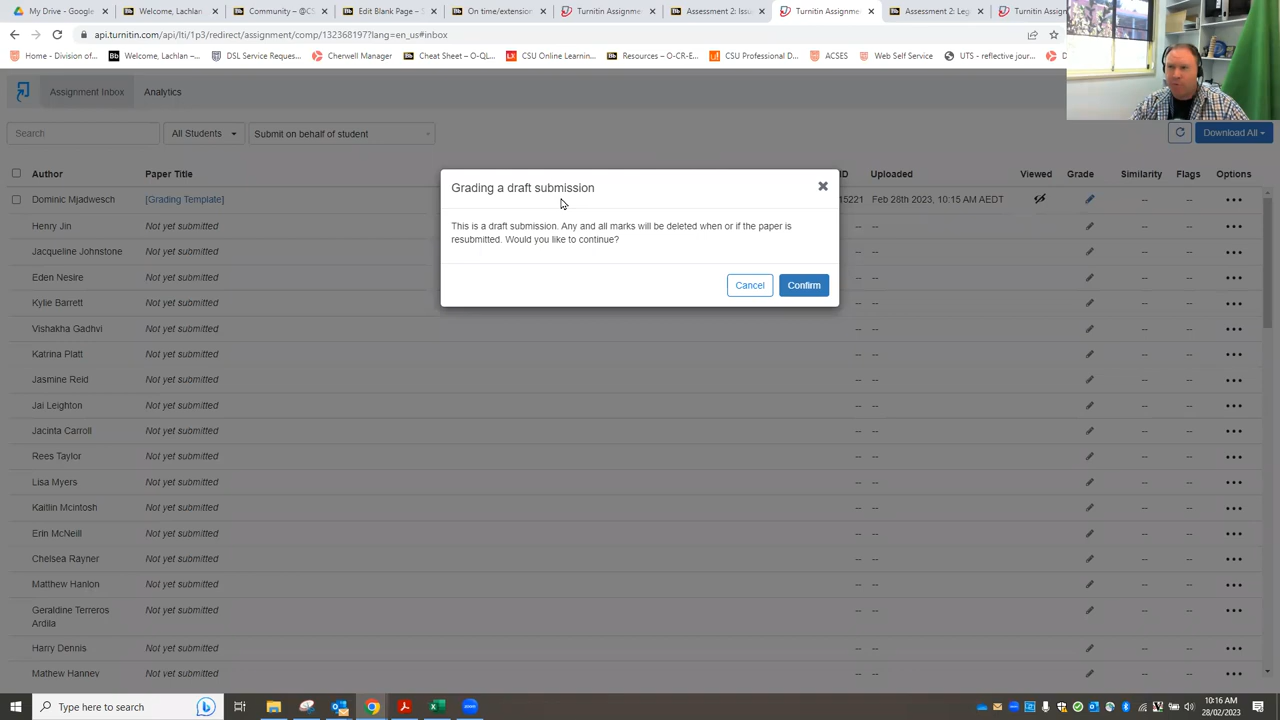 My Drive - Google
Welcome, Lachlan
Community – @CS
Edit Blank Page – S
On time/extension
Turnitin Assignme
Assessment 2: Issu
Turnitin Assignme
Assessment 2: Leg
Turnitin Assignm
api.turnitin.com/api/lti/1p3/redirect/assignment/comp/132368197?lang=en_us#inbox
Home - Division of...
Welcome, Lachlan –...
DSL Service Reques...
Cherwell Manager
Cheat Sheet – O-QL...
CSU Online Learning...
Resources – O-CR-E...
CSU Professional D...
ACSES
Web Self Service
UTS - reflective jour...
Assignment Inbox
Analytics
Search
All Students
Submit on behalf of student
Download All
Author Paper Title ID Uploaded Viewed Grade Similarity Flags Options
Dominic Mjadwesch [Grading Template] 15221 Feb 28th 2023, 10:15 AM AEDT -- --
Grading a draft submission
This is a draft submission. Any and all marks will be deleted when or if the paper is
resubmitted. Would you like to continue?
Cancel
Confirm
Henry Jin Not yet submitted -- -- -- --
Jacqueline Johnstone Not yet submitted -- -- -- --
Eden Nesire Not yet submitted -- -- -- --
Kylie Barrett Not yet submitted -- -- -- --
Vishakha Gadhvi Not yet submitted -- -- -- --
Katrina Platt Not yet submitted -- -- -- --
Jasmine Reid Not yet submitted -- -- -- --
Jai Leighton Not yet submitted -- -- -- --
Jacinta Carroll Not yet submitted -- -- -- --
Rees Taylor Not yet submitted -- -- -- --
Lisa Myers Not yet submitted -- -- -- --
Kaitlin Mcintosh Not yet submitted -- -- -- --
Erin McNeill Not yet submitted -- -- -- --
Chelsea Rayner Not yet submitted -- -- -- --
Matthew Hanlon Not yet submitted -- -- -- --
Geraldine Terreros Not yet submitted -- -- -- --
Ardila
Harry Dennis Not yet submitted -- -- -- --
Mathew Hanney Not yet submitted -- -- -- --
Type here to search
10:16 AM
28/02/2023